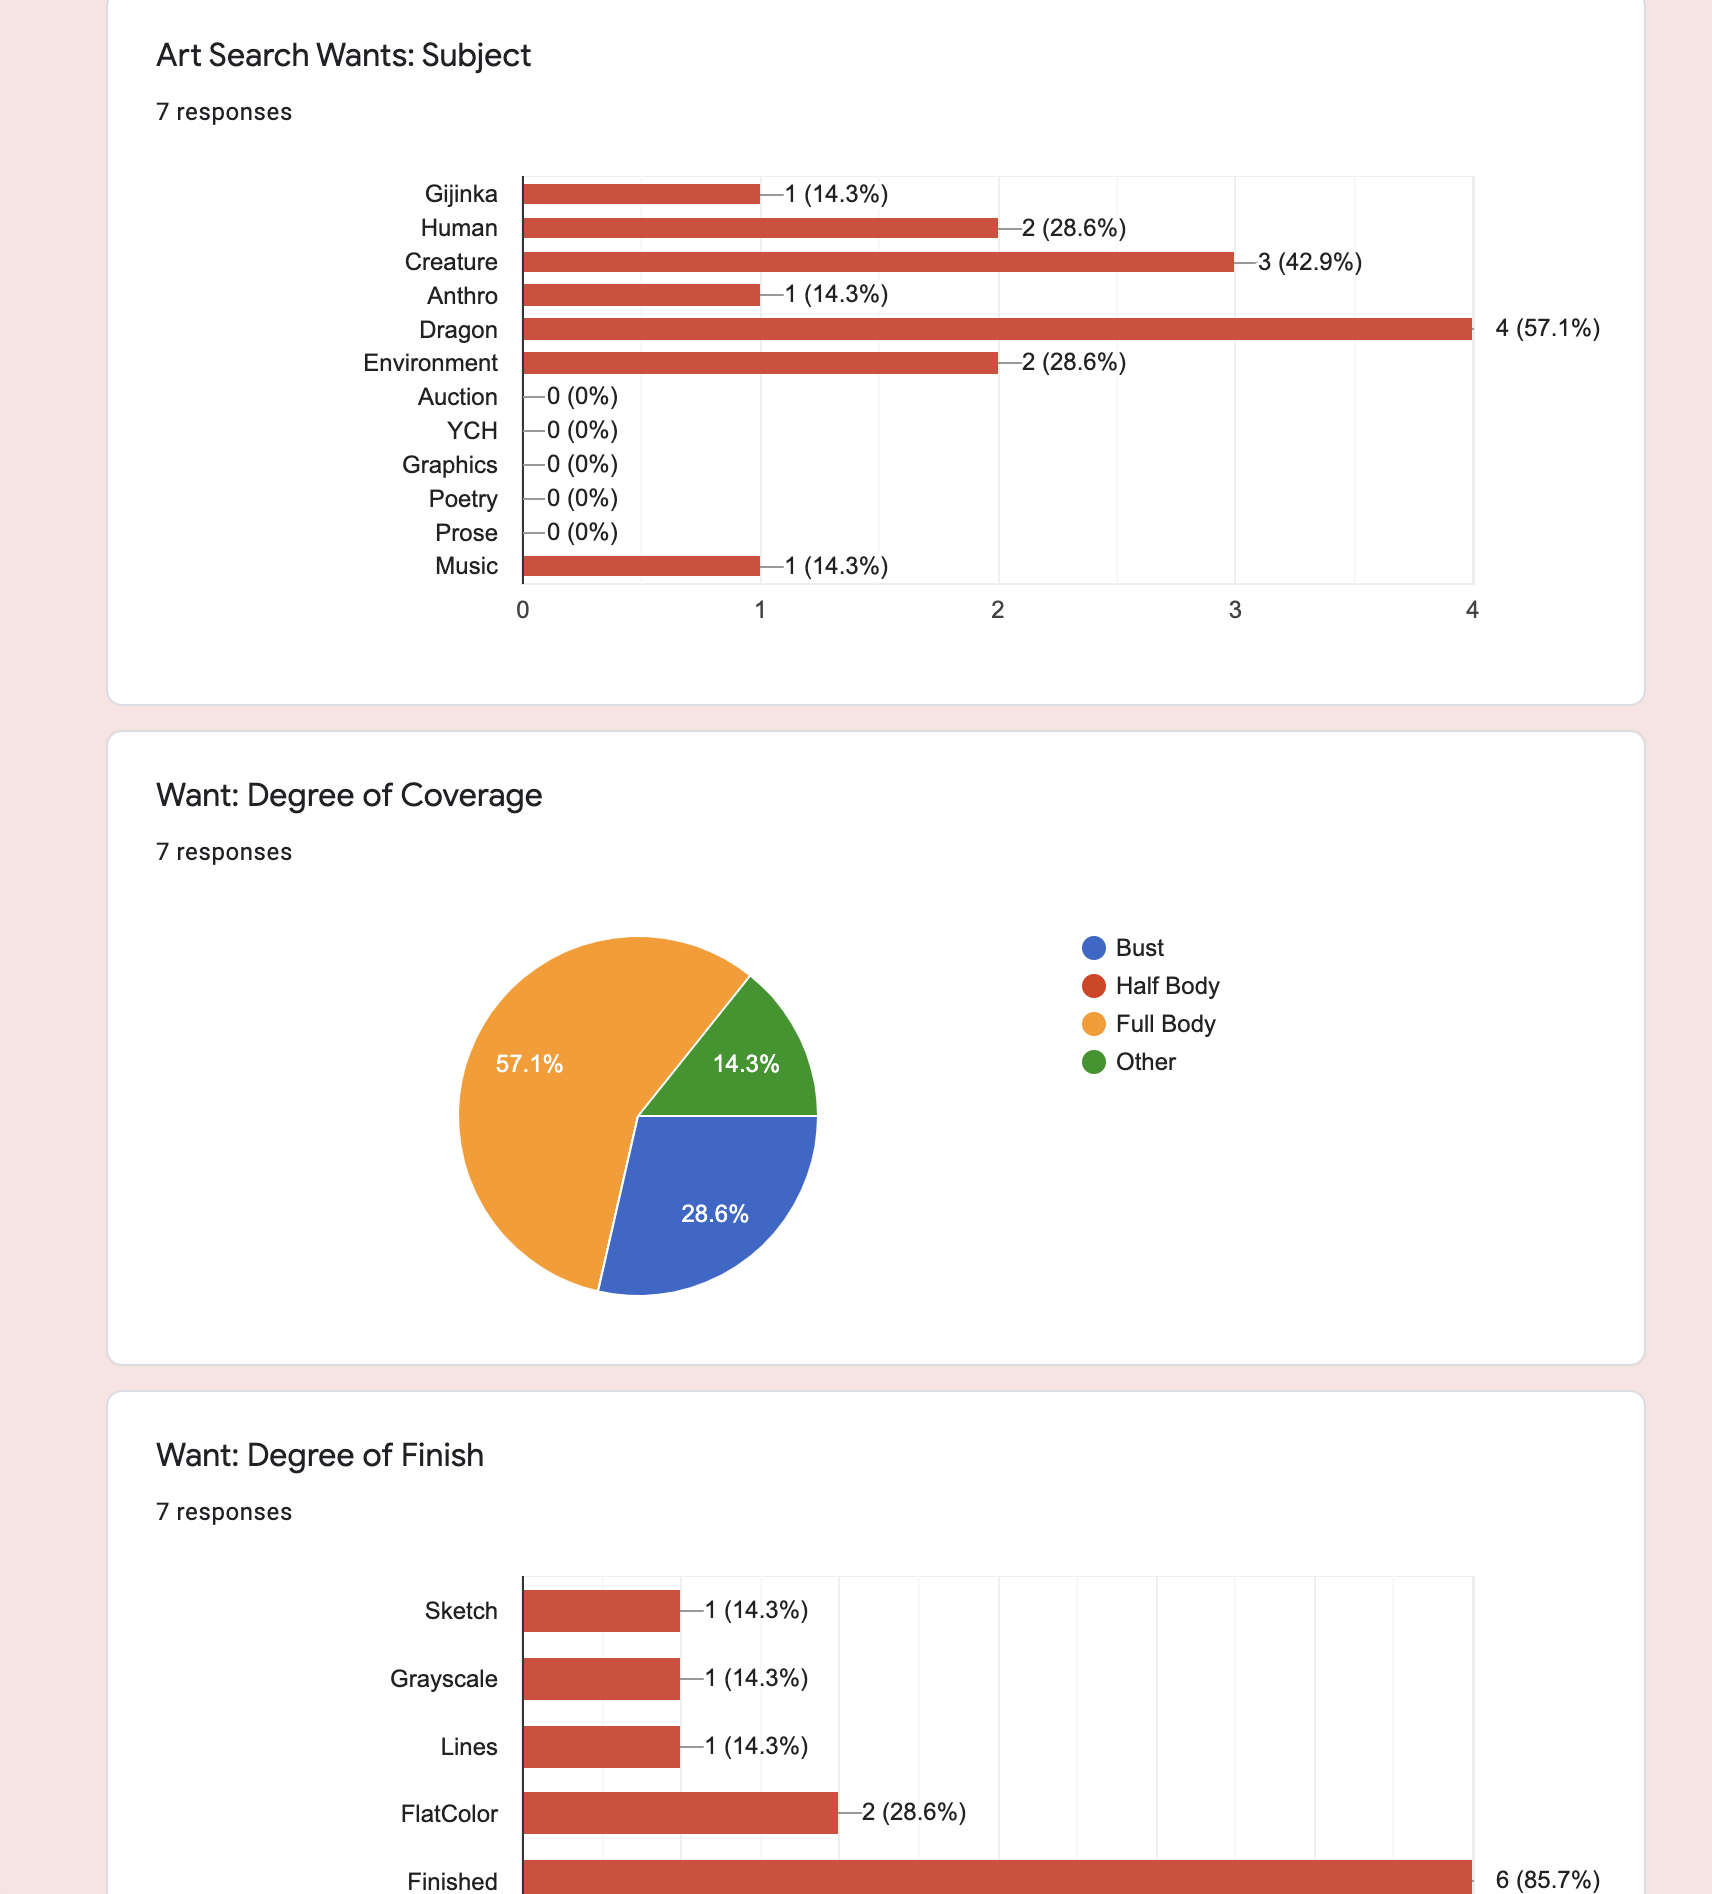 Art Search Wants: Subject
7 responses
Gijinka 1 (14.3%)
Human 2 (28.6%)
Creature 3 (42.9%)
Anthro 1 (14.3%)
Dragon 4 (57.1%)
Environment 2 (28.6%)
Auction 0 (0%)
YCH 0 (0%)
Graphics 0 (0%)
Poetry 0 (0%)
Prose 0 (0%)
Music 1 (14.3%)
0 1 2 3 4
Want: Degree of Coverage
7 responses
57.1%
14.3%
28.6%
Bust
Half Body
Full Body
Other
Want: Degree of Finish
7 responses
Sketch 1 (14.3%)
Grayscale 1 (14.3%)
Lines 1 (14.3%)
FlatColor 2 (28.6%)
Finished 6 (85.7%)